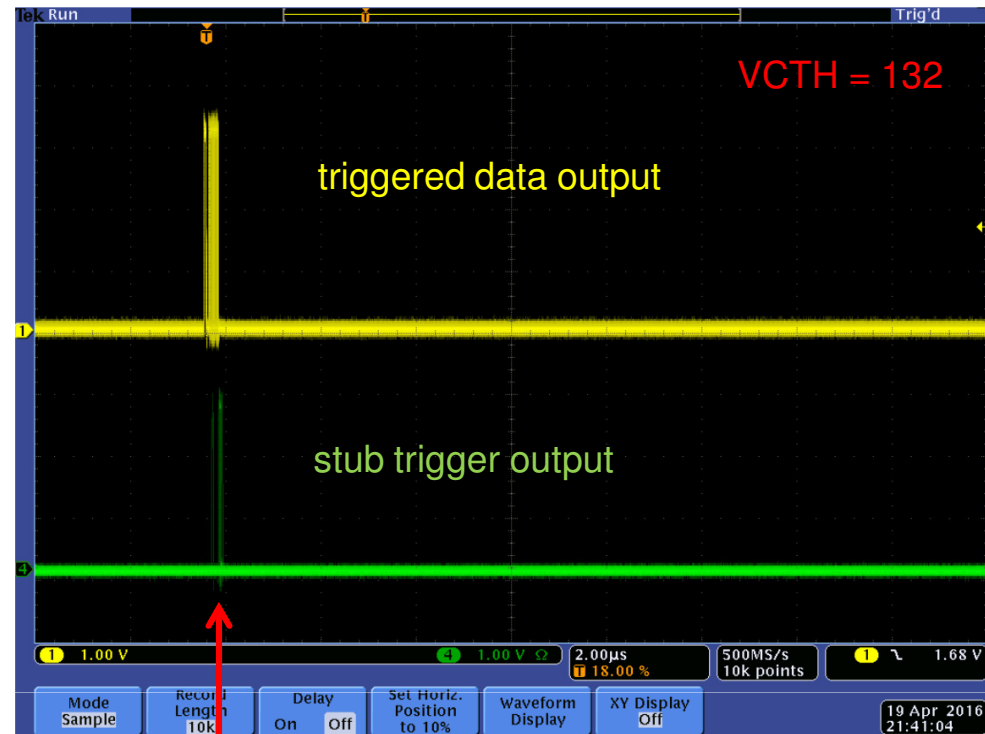 Tek Run
Trig'd
T
T
VCTH = 132
triggered data output
1
stub trigger output
4
1 1.00 V
4 1.00 V Ω
2.00µs
T 18.00 %
500MS/s
10k points
1 1.68 V
Mode
Sample
Record
Length
10k
Delay
On Off
Set Horiz.
Position
to 10%
Waveform
Display
XY Display
Off
19 Apr 2016
21:41:04